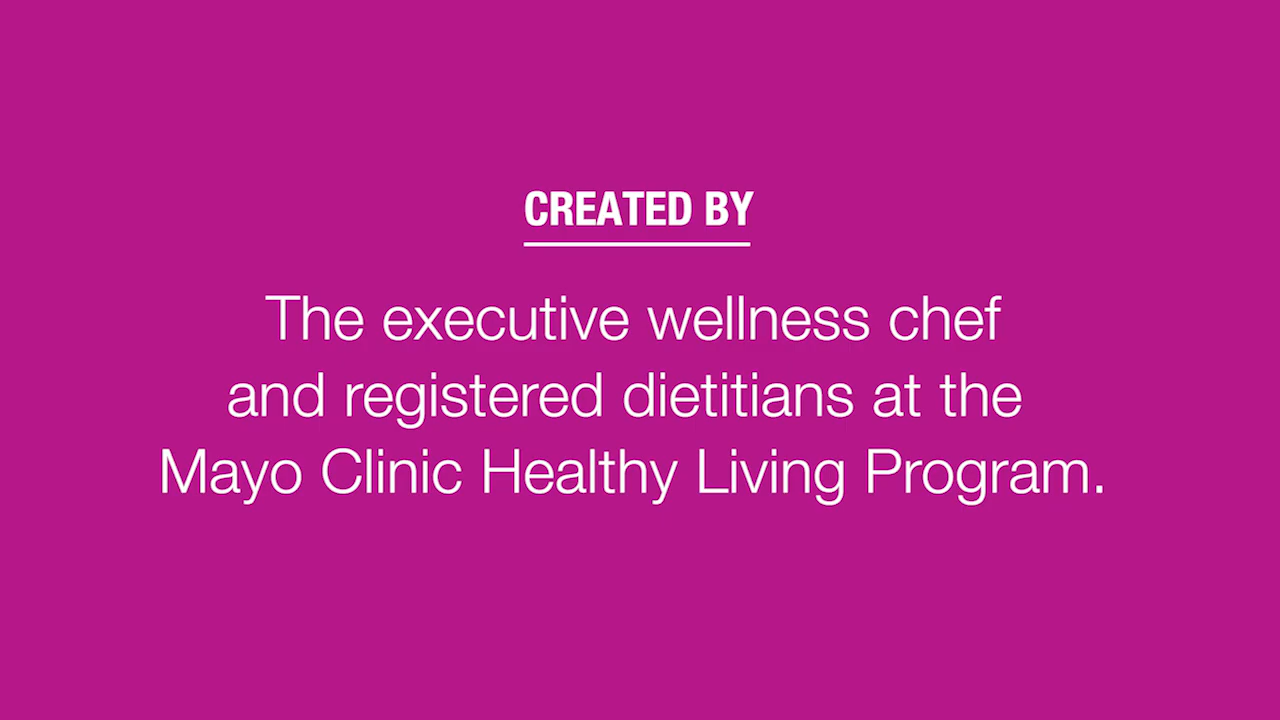 CREATED BY
The executive wellness chef
and registered dietitians at the
Mayo Clinic Healthy Living Program.